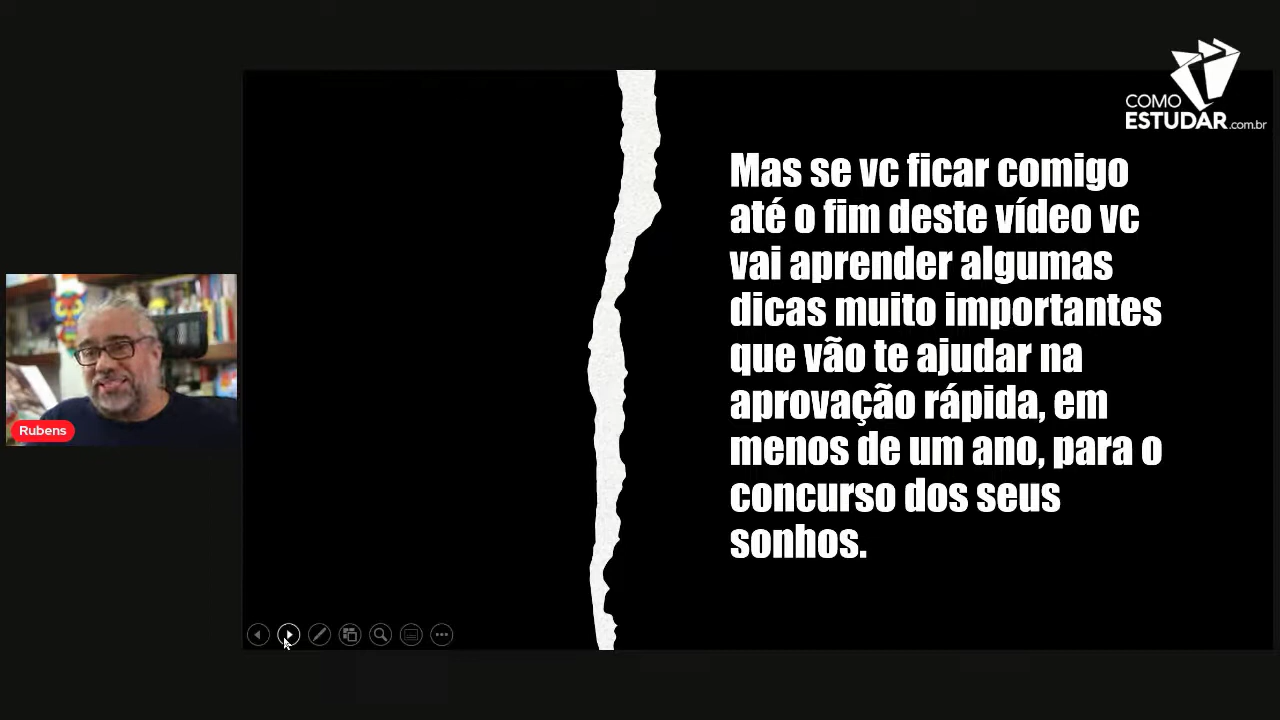 COMO
ESTUDAR.com.br
Mas se vc ficar comigo
até o fim deste vídeo vc
vai aprender algumas
dicas muito importantes
que vão te ajudar na
aprovação rápida, em
menos de um ano, para o
concurso dos seus
sonhos.
Rubens